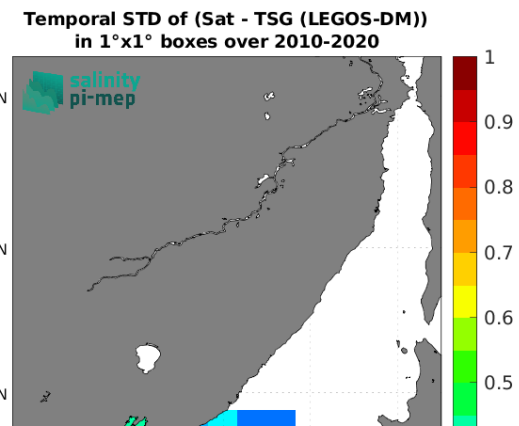 Temporal STD of (Sat - TSG (LEGOS-DM))
in 1°x1° boxes over 2010-2020
salinity
pi-mep
1
N
0.9
0.8
N
0.7
0.6
0.5
N